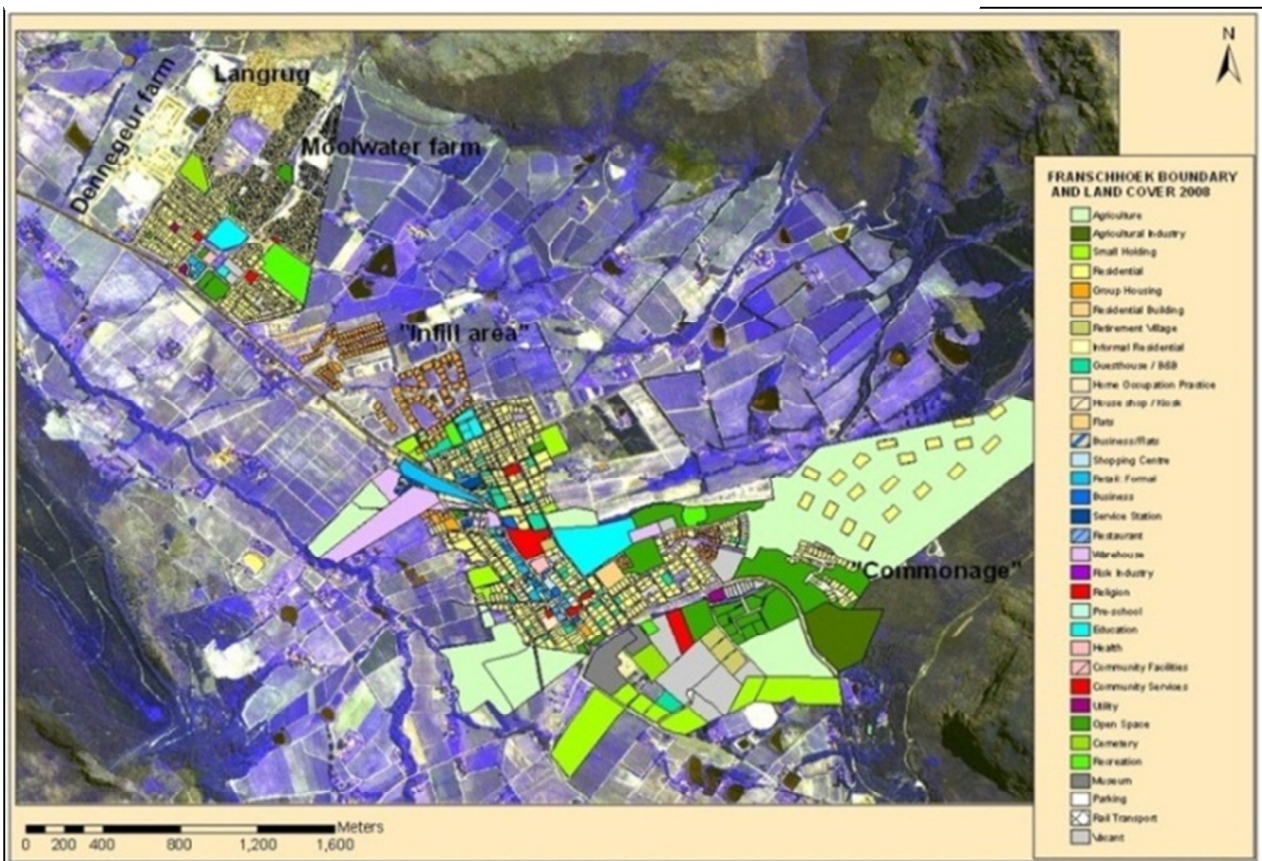 N
Langrug
Dennegeur farm
Mooiwater farm
"Infill area"
"Commonage"
FRANSCHHOEK BOUNDARY
AND LAND COVER 2008
Agriculture
Agricultural Industry
Small Holding
Residential
Group Housing
Residential Building
Retirement Village
Informal Residential
Guesthouse / B&B
Home Occupation Practice
House shop / Kiosk
Flats
Business/flats
Shopping Centre
Retail: Formal
Business
Service Station
Restaurant
Warehouse
Risk Industry
Religion
Pre-school
Education
Health
Community Facilities
Community Services
Utility
Open Space
Cemetery
Recreation
Museum
Parking
Rail Transport
Vacant
Meters
0 200 400 800 1,200 1,600